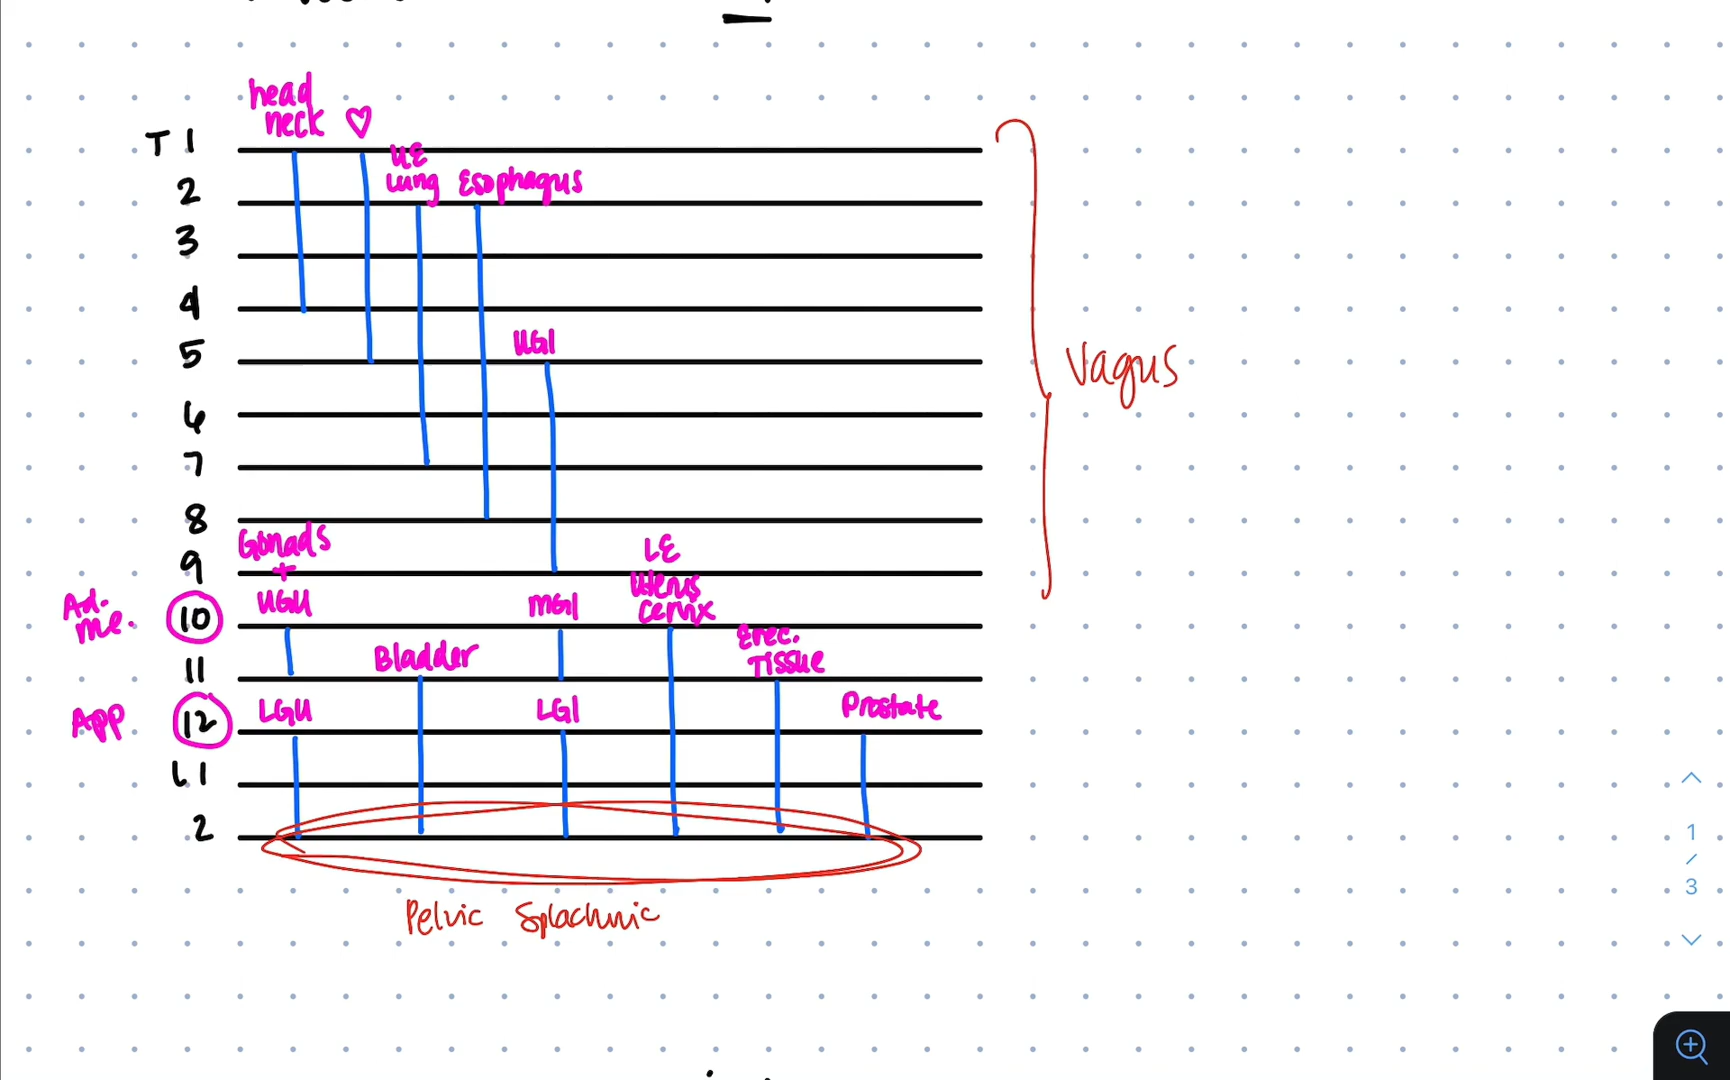 head
neck ♡
T 1
UE
Lung Esophagus
2
3
4
UGI
5
6
7
8
Gonads
+
LE
9
Uterus
Cervix
Ad.
me.
10
UGU
MGI
Erec.
Tissue
11
Bladder
App
12
LGU
LGI
Prostate
L1
2
Vagus
Pelvic Splachnic
1
/
3